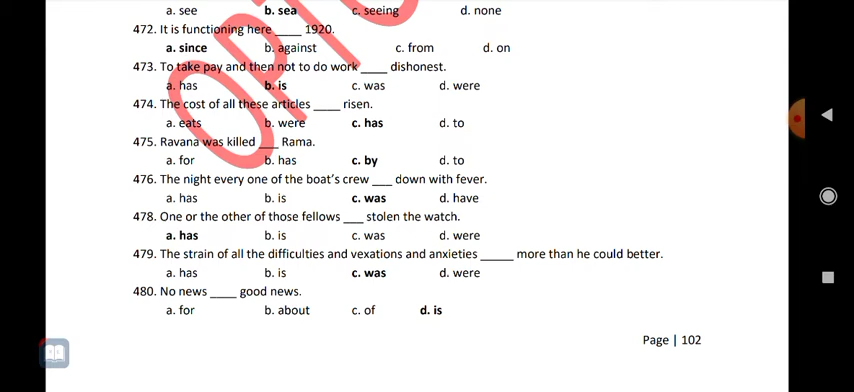 a. see b. sea c. seeing d. none
472. It is functioning here ____ 1920.
a. since b. against c. from d. on
473. To take pay and then not to do work ____ dishonest.
a. has b. is c. was d. were
474. The cost of all these articles ____ risen.
a. eats b. were c. has d. to
475. Ravana was killed ___ Rama.
a. for b. has c. by d. to
476. The night every one of the boat's crew ___ down with fever.
a. has b. is c. was d. have
478. One or the other of those fellows ___ stolen the watch.
a. has b. is c. was d. were
479. The strain of all the difficulties and vexations and anxieties _____ more than he could better.
a. has b. is c. was d. were
480. No news ____ good news.
a. for b. about c. of d. is
Page | 102